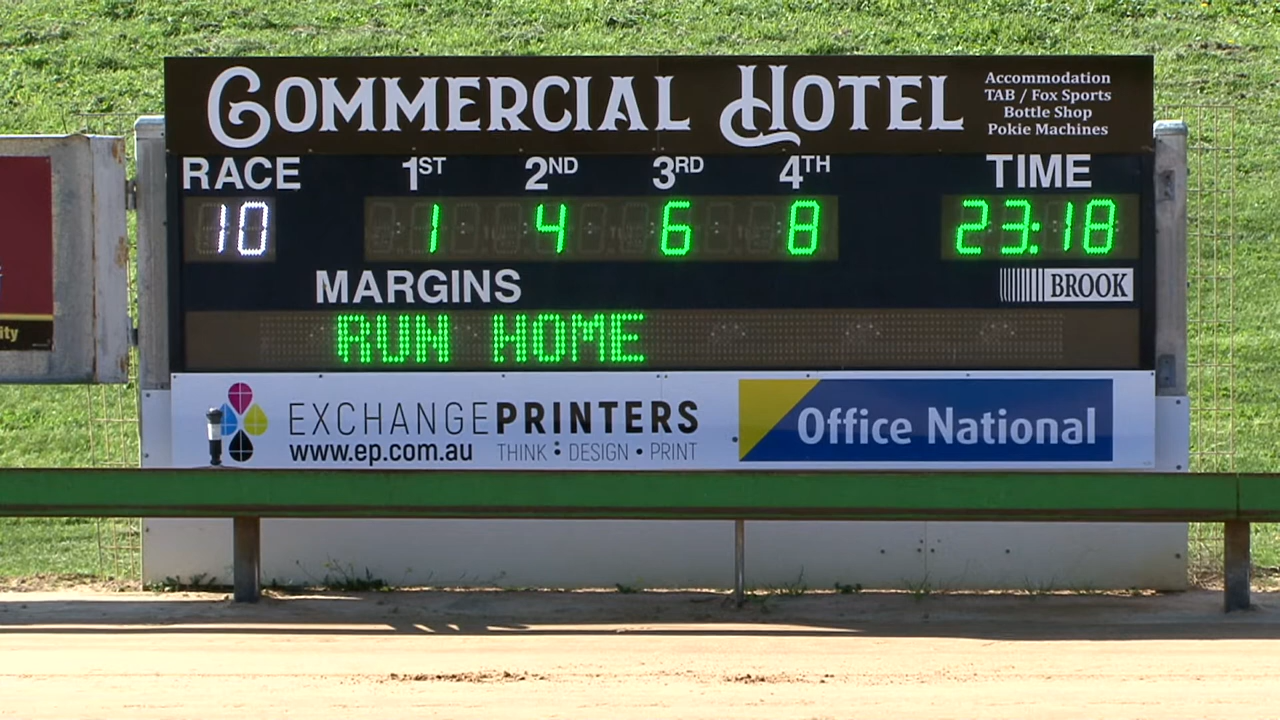 COMMERCIAL HOTEL
Accommodation
TAB / Fox Sports
Bottle Shop
Pokie Machines
RACE 1ST 2ND 3RD 4TH TIME
10 1 4 6 8 23:18
MARGINS
BROOK
RUN HOME
ity
EXCHANGEPRINTERS
www.ep.com.au THINK : DESIGN • PRINT
Office National